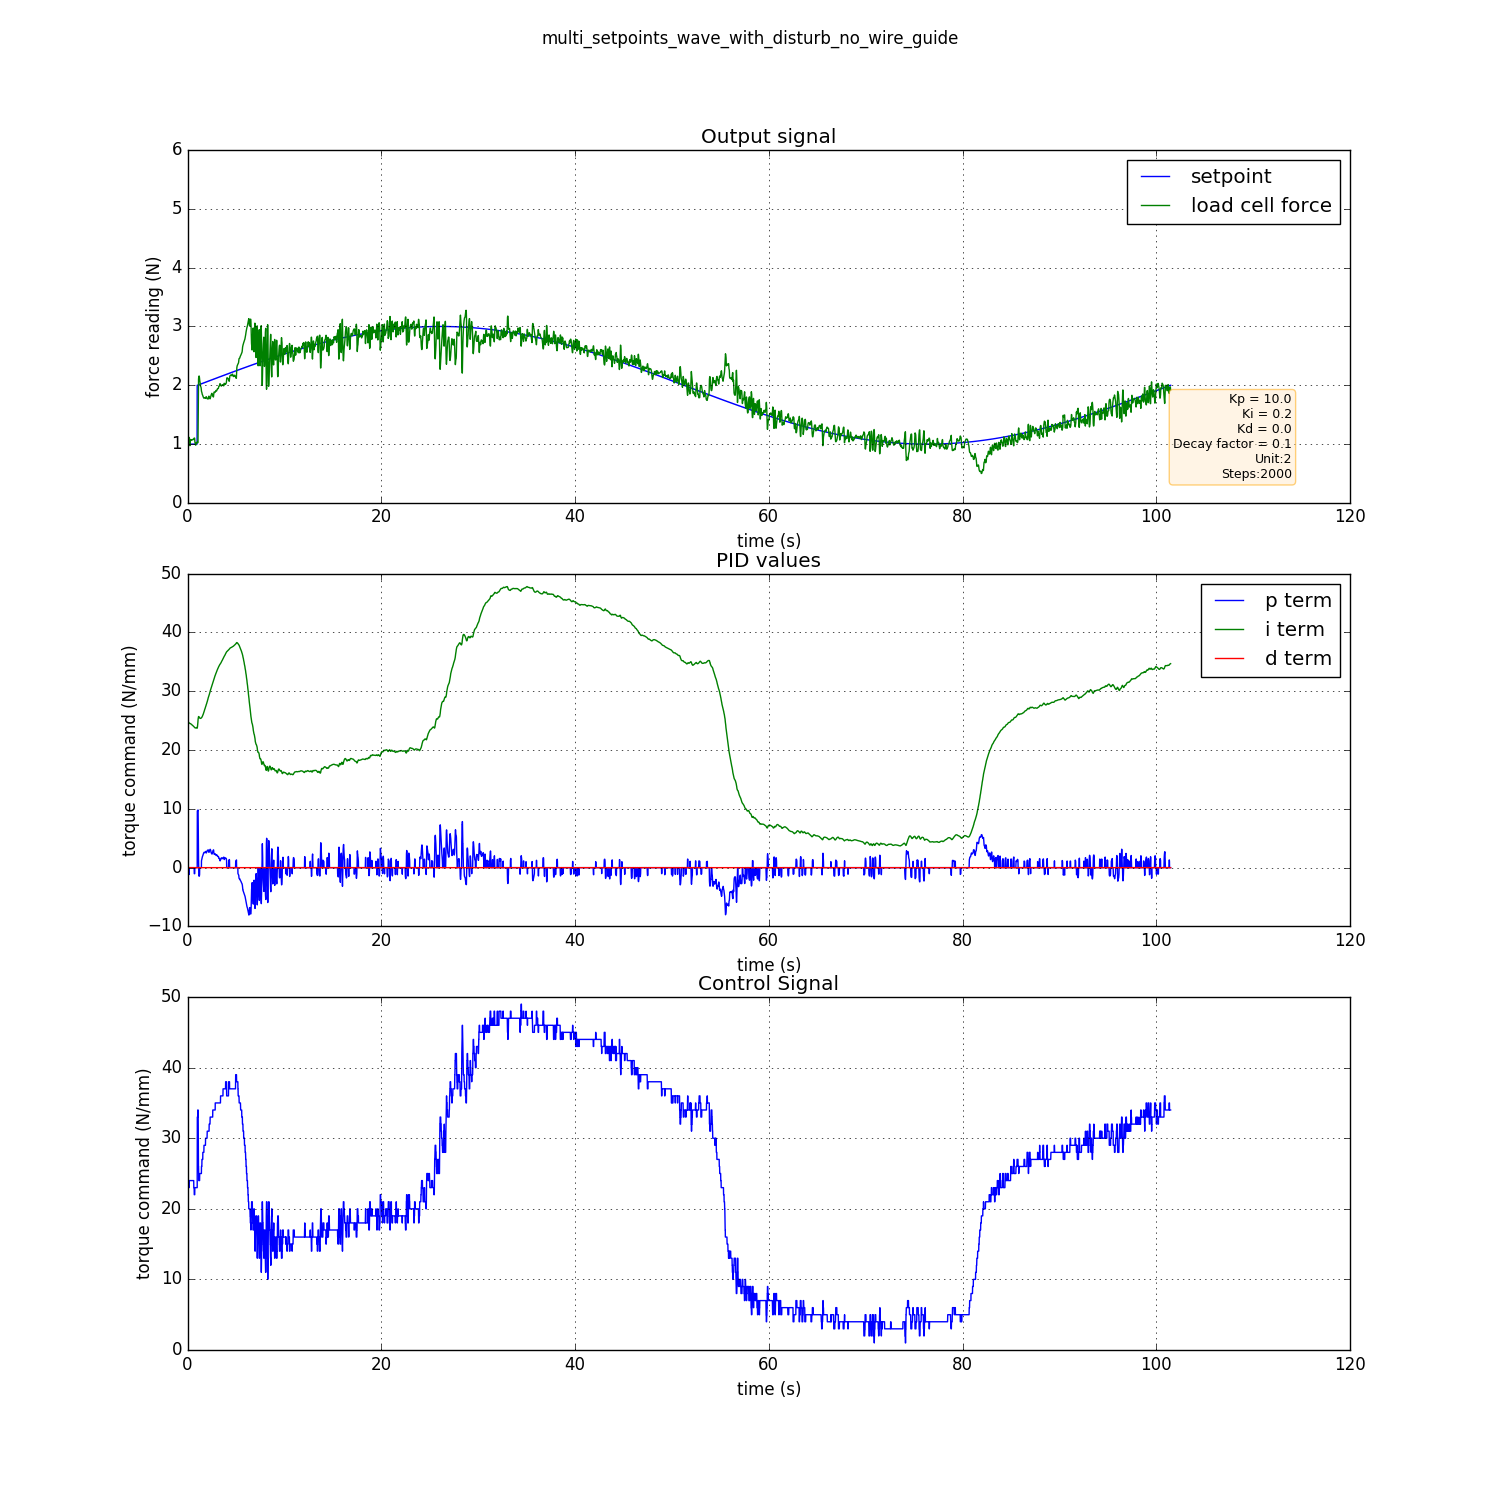 multi_setpoints_wave_with_disturb_no_wire_guide
Output signal
6
5
4
3
2
1
0
force reading (N)
setpoint
load cell force
Kp = 10.0
Ki = 0.2
Kd = 0.0
Decay factor = 0.1
Unit:2
Steps:2000
0 20 40 60 80 100 120
time (s)
PID values
50
40
30
20
10
0
−10
torque command (N/mm)
p term
i term
d term
0 20 40 60 80 100 120
time (s)
Control Signal
50
40
30
20
10
0
torque command (N/mm)
0 20 40 60 80 100 120
time (s)